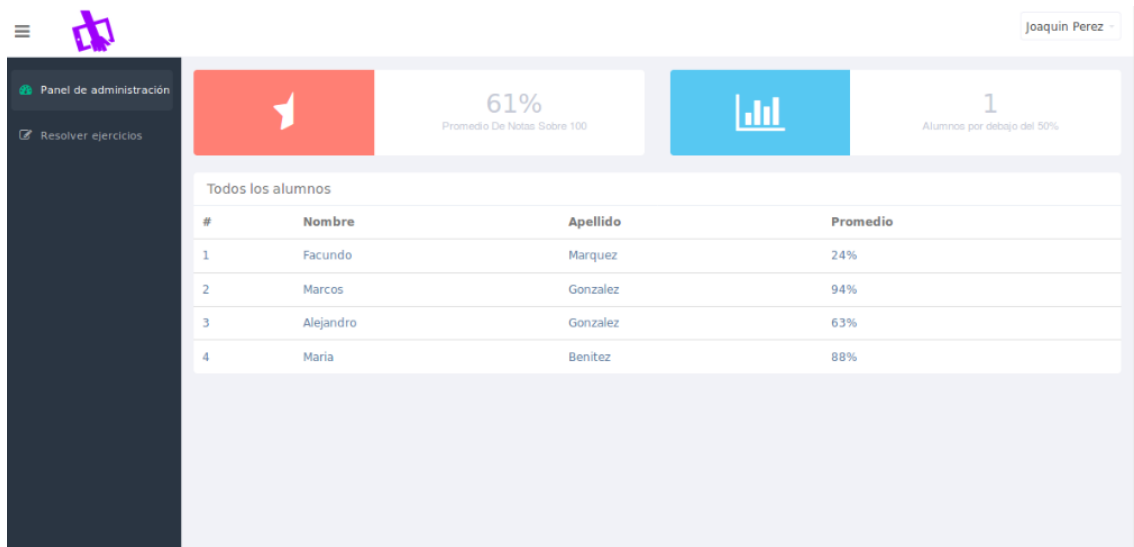 Joaquin Perez
Panel de administración
Resolver ejercicios
61%
Promedio De Notas Sobre 100
1
Alumnos por debajo del 50%
Todos los alumnos
# Nombre Apellido Promedio
1 Facundo Marquez 24%
2 Marcos Gonzalez 94%
3 Alejandro Gonzalez 63%
4 Maria Benitez 88%